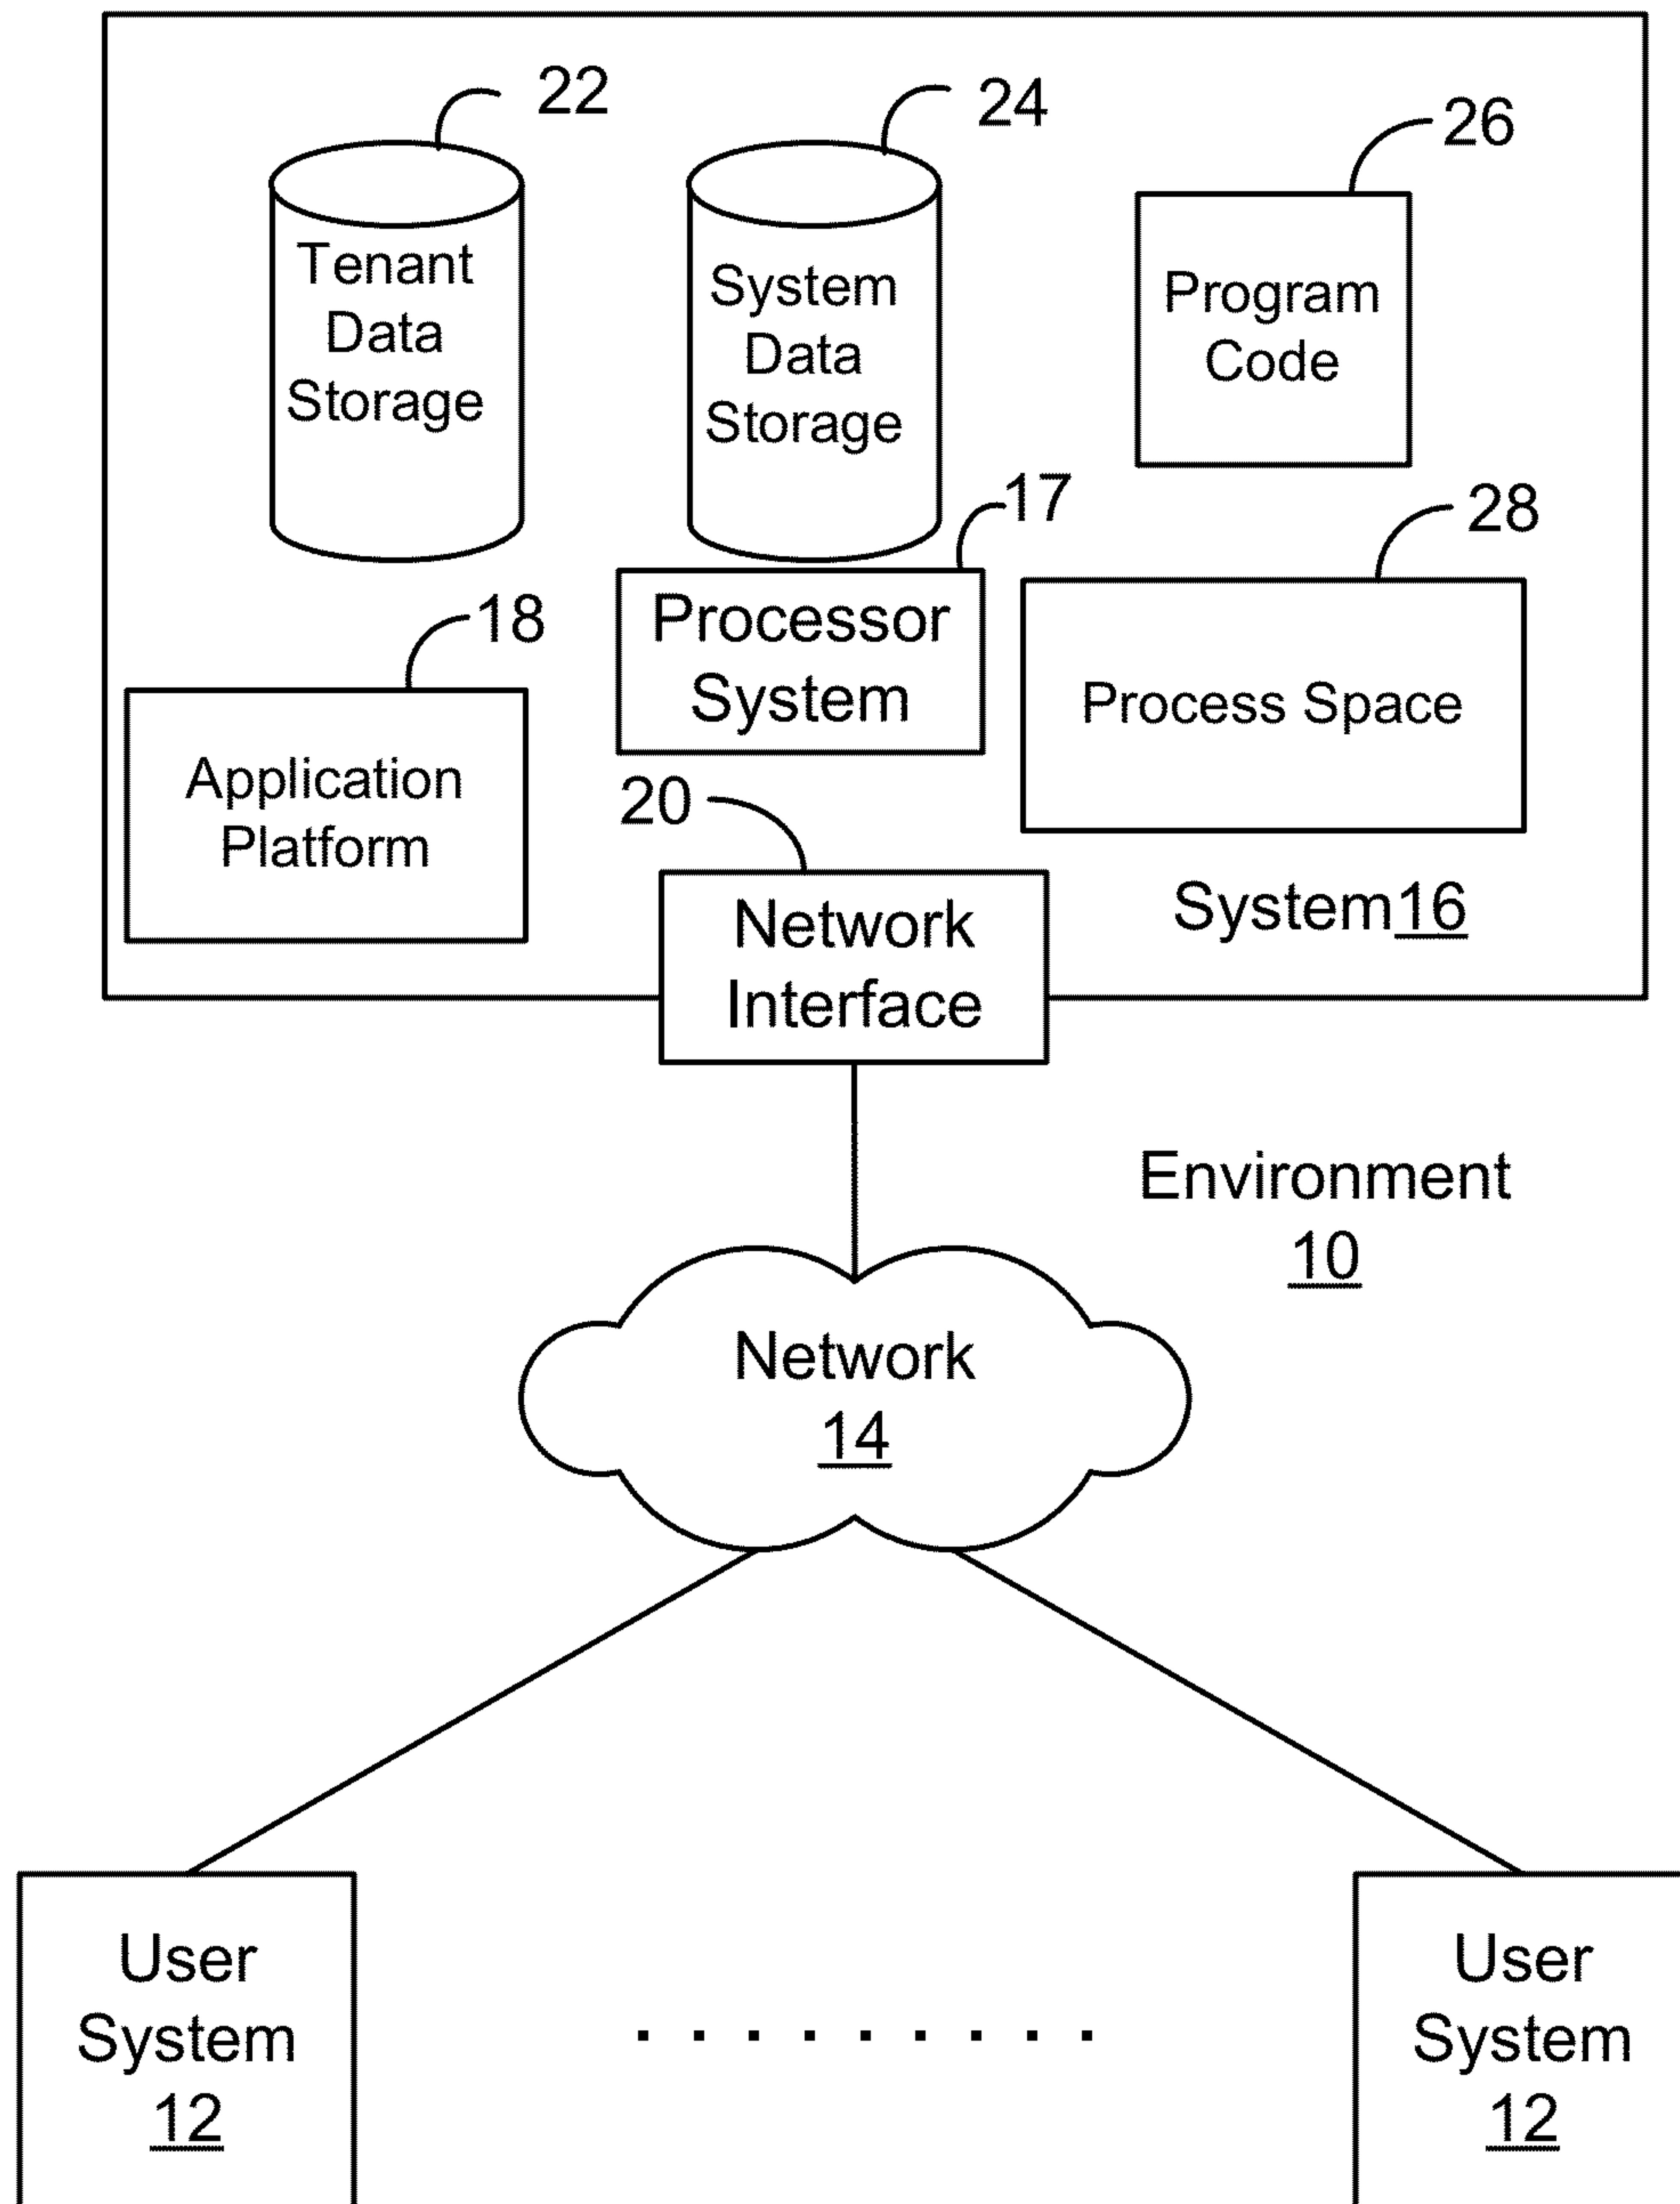 22
24
26
Tenant
Data
Storage
System
Data
Storage
Program
Code
17
28
18
Processor
System
Process Space
Application
Platform
20
System16
Network
Interface
Environment
10
Network
14
User
System
12
. . . . . . . . .
User
System
12